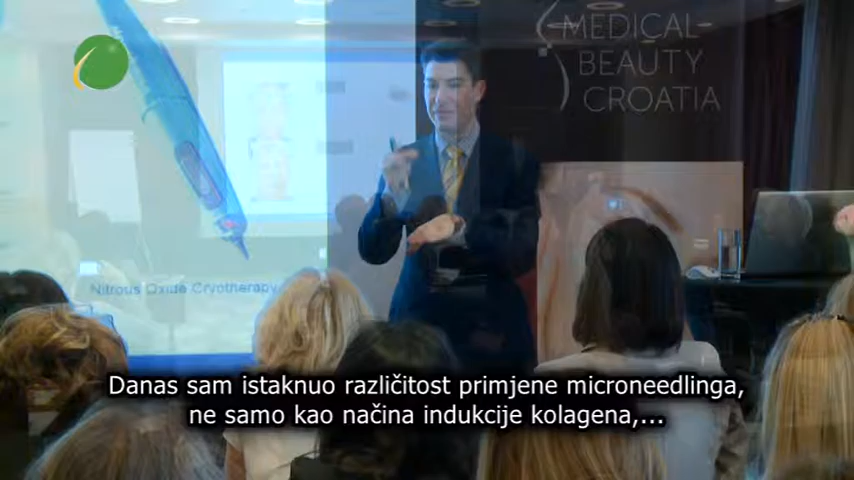 MEDICAL
BEAUTY
CROATIA
Nitrous Oxide Cryotherapy
Danas sam istaknuo različitost primjene microneedlinga,
ne samo kao načina indukcije kolagena,...